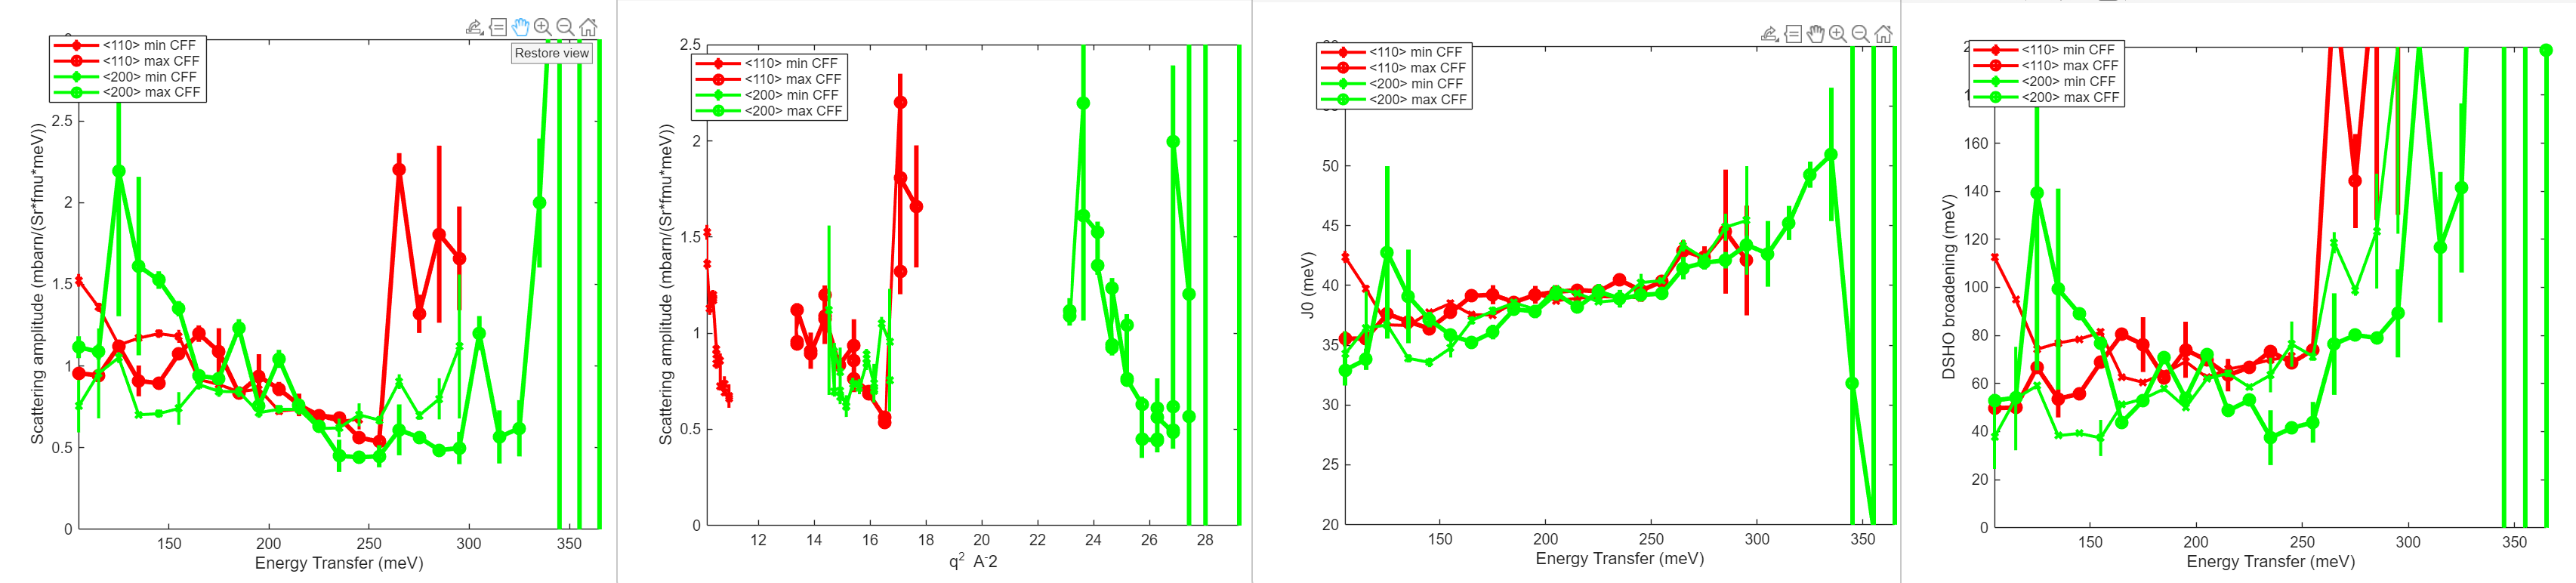 <110> min CFF
<110> max CFF
<200> min CFF
<200> max CFF
Restore view
2.5
2
1.5
1
0.5
0
150
200
250
300
350
Scattering amplitude (mbarn/(Sr*fmu*meV))
Energy Transfer (meV)
<110> min CFF
<110> max CFF
<200> min CFF
<200> max CFF
2.5
2
1.5
1
0.5
0
12
14
16
18
20
22
24
26
28
Scattering amplitude (mbarn/(Sr*fmu*meV))
q² A⁻2
<110> min CFF
<110> max CFF
<200> min CFF
<200> max CFF
50
45
40
35
30
25
20
150
200
250
300
350
J0 (meV)
Energy Transfer (meV)
<110> min CFF
<110> max CFF
<200> min CFF
<200> max CFF
160
140
120
100
80
60
40
20
0
150
200
250
300
350
DSHO broadening (meV)
Energy Transfer (meV)